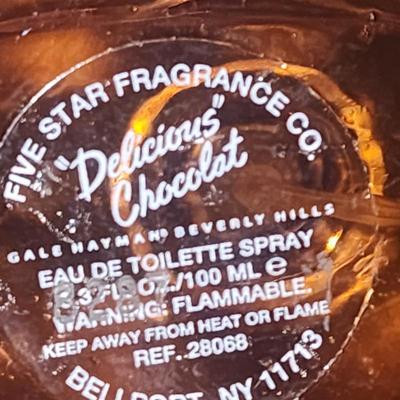 FIVE STAR FRAGRANCE CO.
"Delicious"
Chocolat
GALE HAYMAN® BEVERLY HILLS
EAU DE TOILETTE SPRAY
3.3 FL. OZ./100 ML e
WARNING: FLAMMABLE.
KEEP AWAY FROM HEAT OR FLAME
REF. 28068
BELLPORT, NY 11713